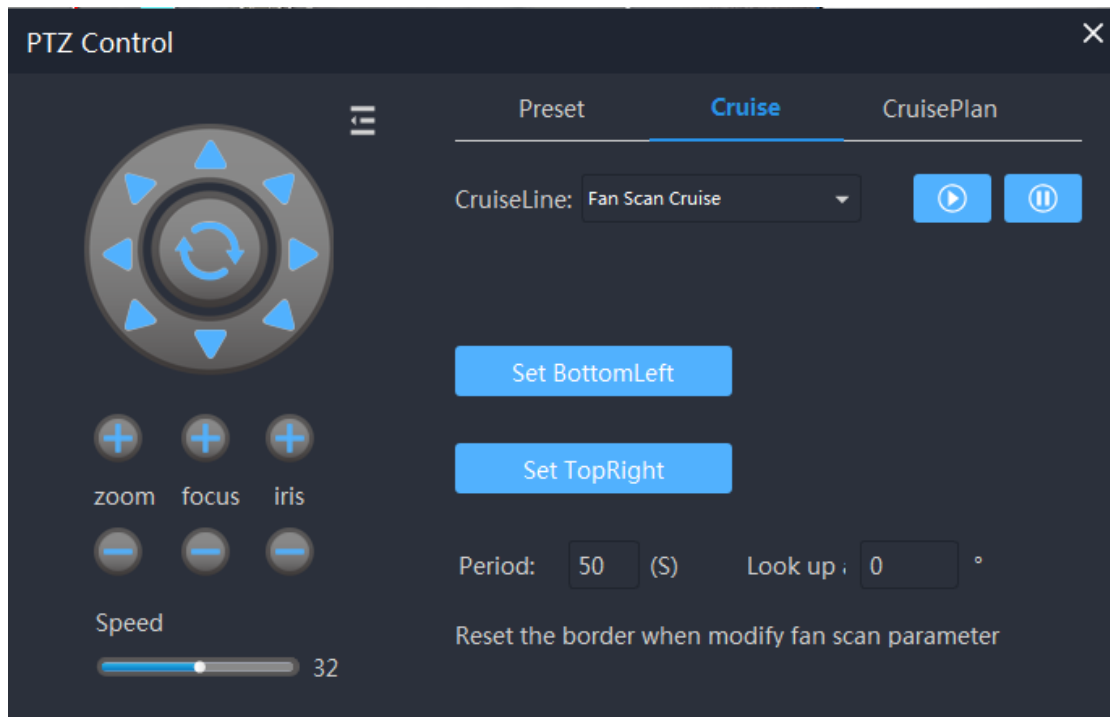 PTZ Control
Preset Cruise CruisePlan
CruiseLine: Fan Scan Cruise
Set BottomLeft
zoom focus iris
Set TopRight
Period: 50 (S) Look up 0 °
Speed
32
Reset the border when modify fan scan parameter